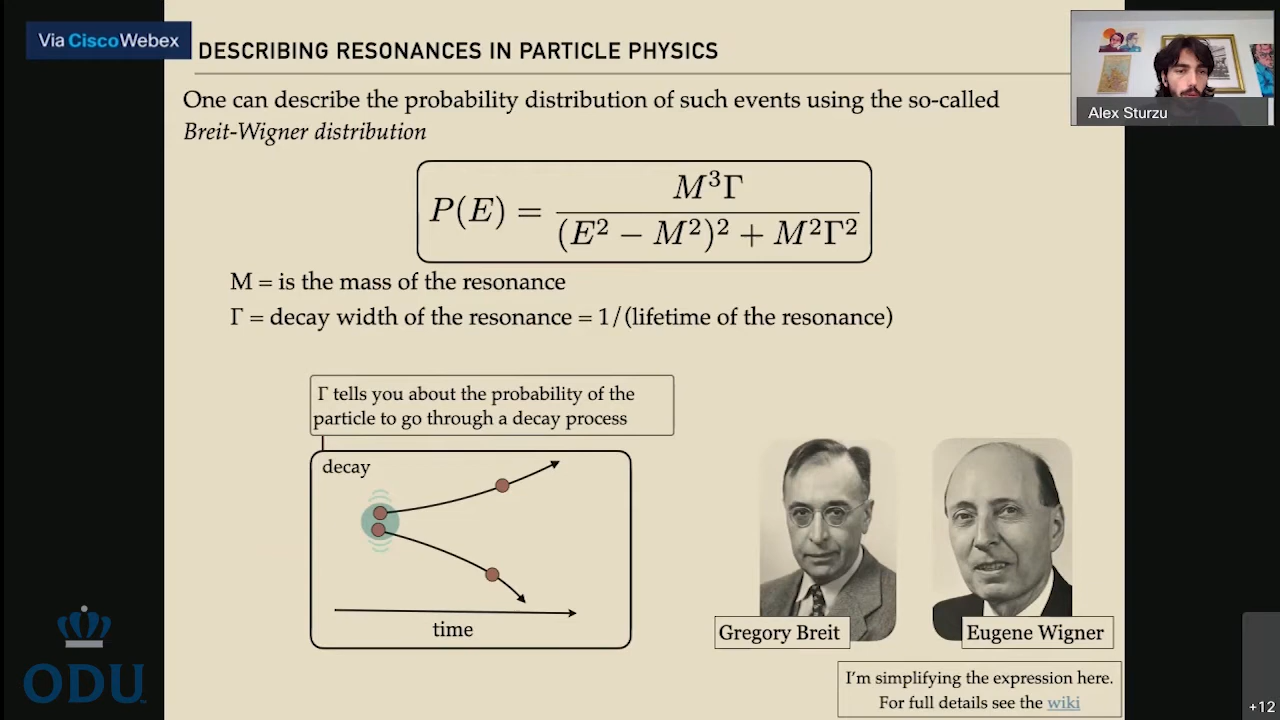 Via Cisco Webex
DESCRIBING RESONANCES IN PARTICLE PHYSICS
Alex Sturzu
One can describe the probability distribution of such events using the so-called
Breit-Wigner distribution
P(E) = M³Γ / (E² − M²)² + M²Γ²
M = is the mass of the resonance
Γ = decay width of the resonance = 1/(lifetime of the resonance)
Γ tells you about the probability of the
particle to go through a decay process
decay
time
Gregory Breit
Eugene Wigner
I'm simplifying the expression here.
For full details see the wiki
ODU
+12